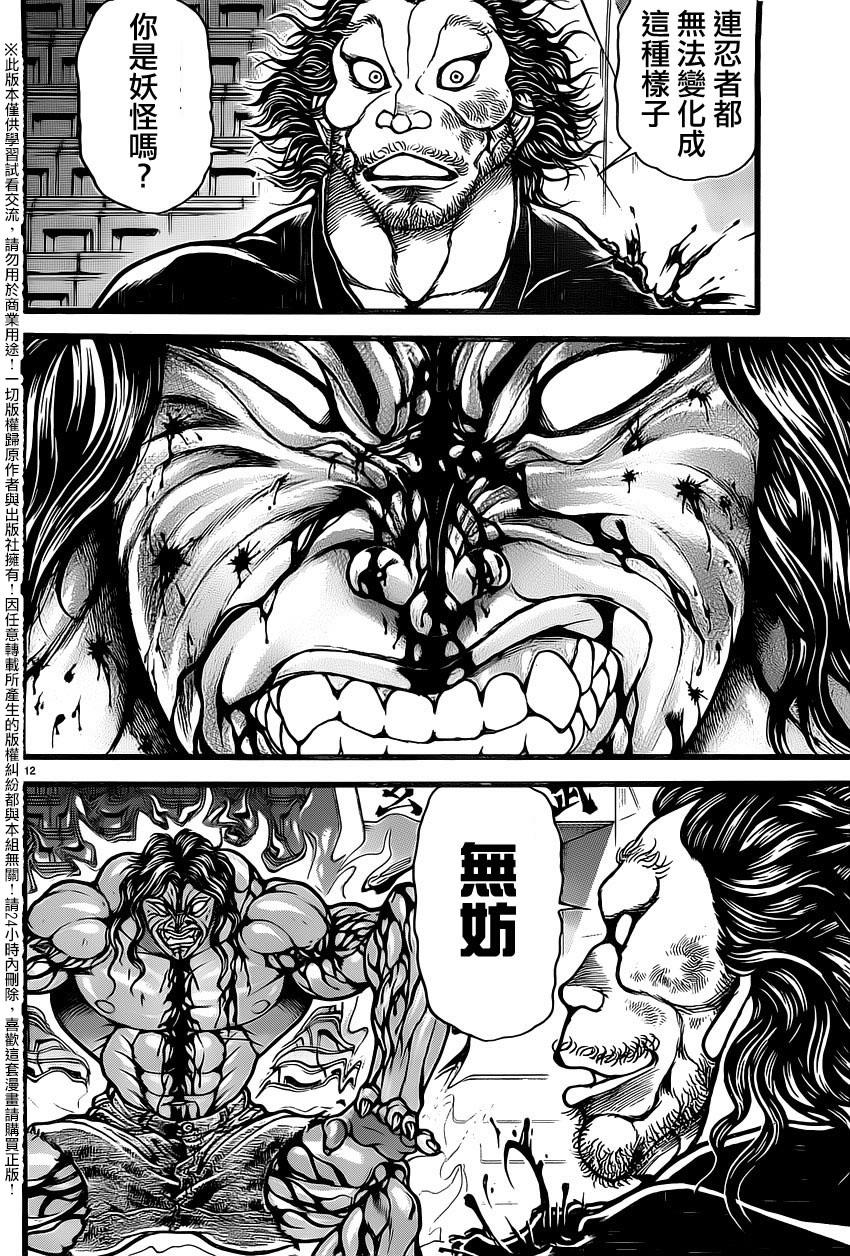 連忍者都
無法變化成
這種樣子
你是妖怪嗎？
※此版本僅供學習試看交流，請勿用於商業用途！一切版權歸原作者與出版社擁有！因任意轉載所產生的版權糾紛都與本組無關！請24小時內刪除，喜歡這套漫畫請購買正版！
12
武
玄
無妨